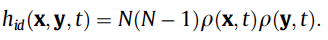 h_{id}(𝐱, 𝐲, t) = N(N − 1)ρ(𝐱, t)ρ(𝐲, t).